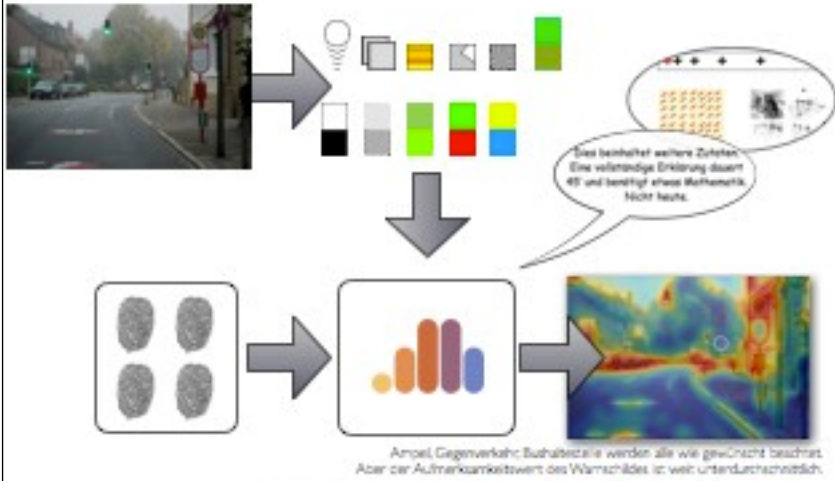 Dies beinhaltet weitere Zutaten.
Eine vollständige Erklärung dauert
45' und benötigt etwas Mathematik.
Nicht heute.
Ampel, Gegenverkehr, Bushaltestelle werden alle wie gewünscht beachtet.
Aber der Aufmerksamkeitswert des Warnschildes ist weit unterdurchschnittlich.